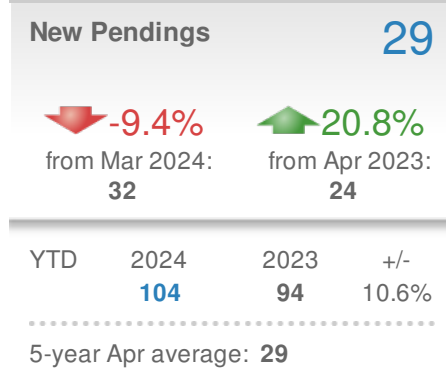 New Pendings 29
-9.4% 20.8%
from Mar 2024: from Apr 2023:
32 24
YTD 2024 2023 +/-
104 94 10.6%
5-year Apr average: 29